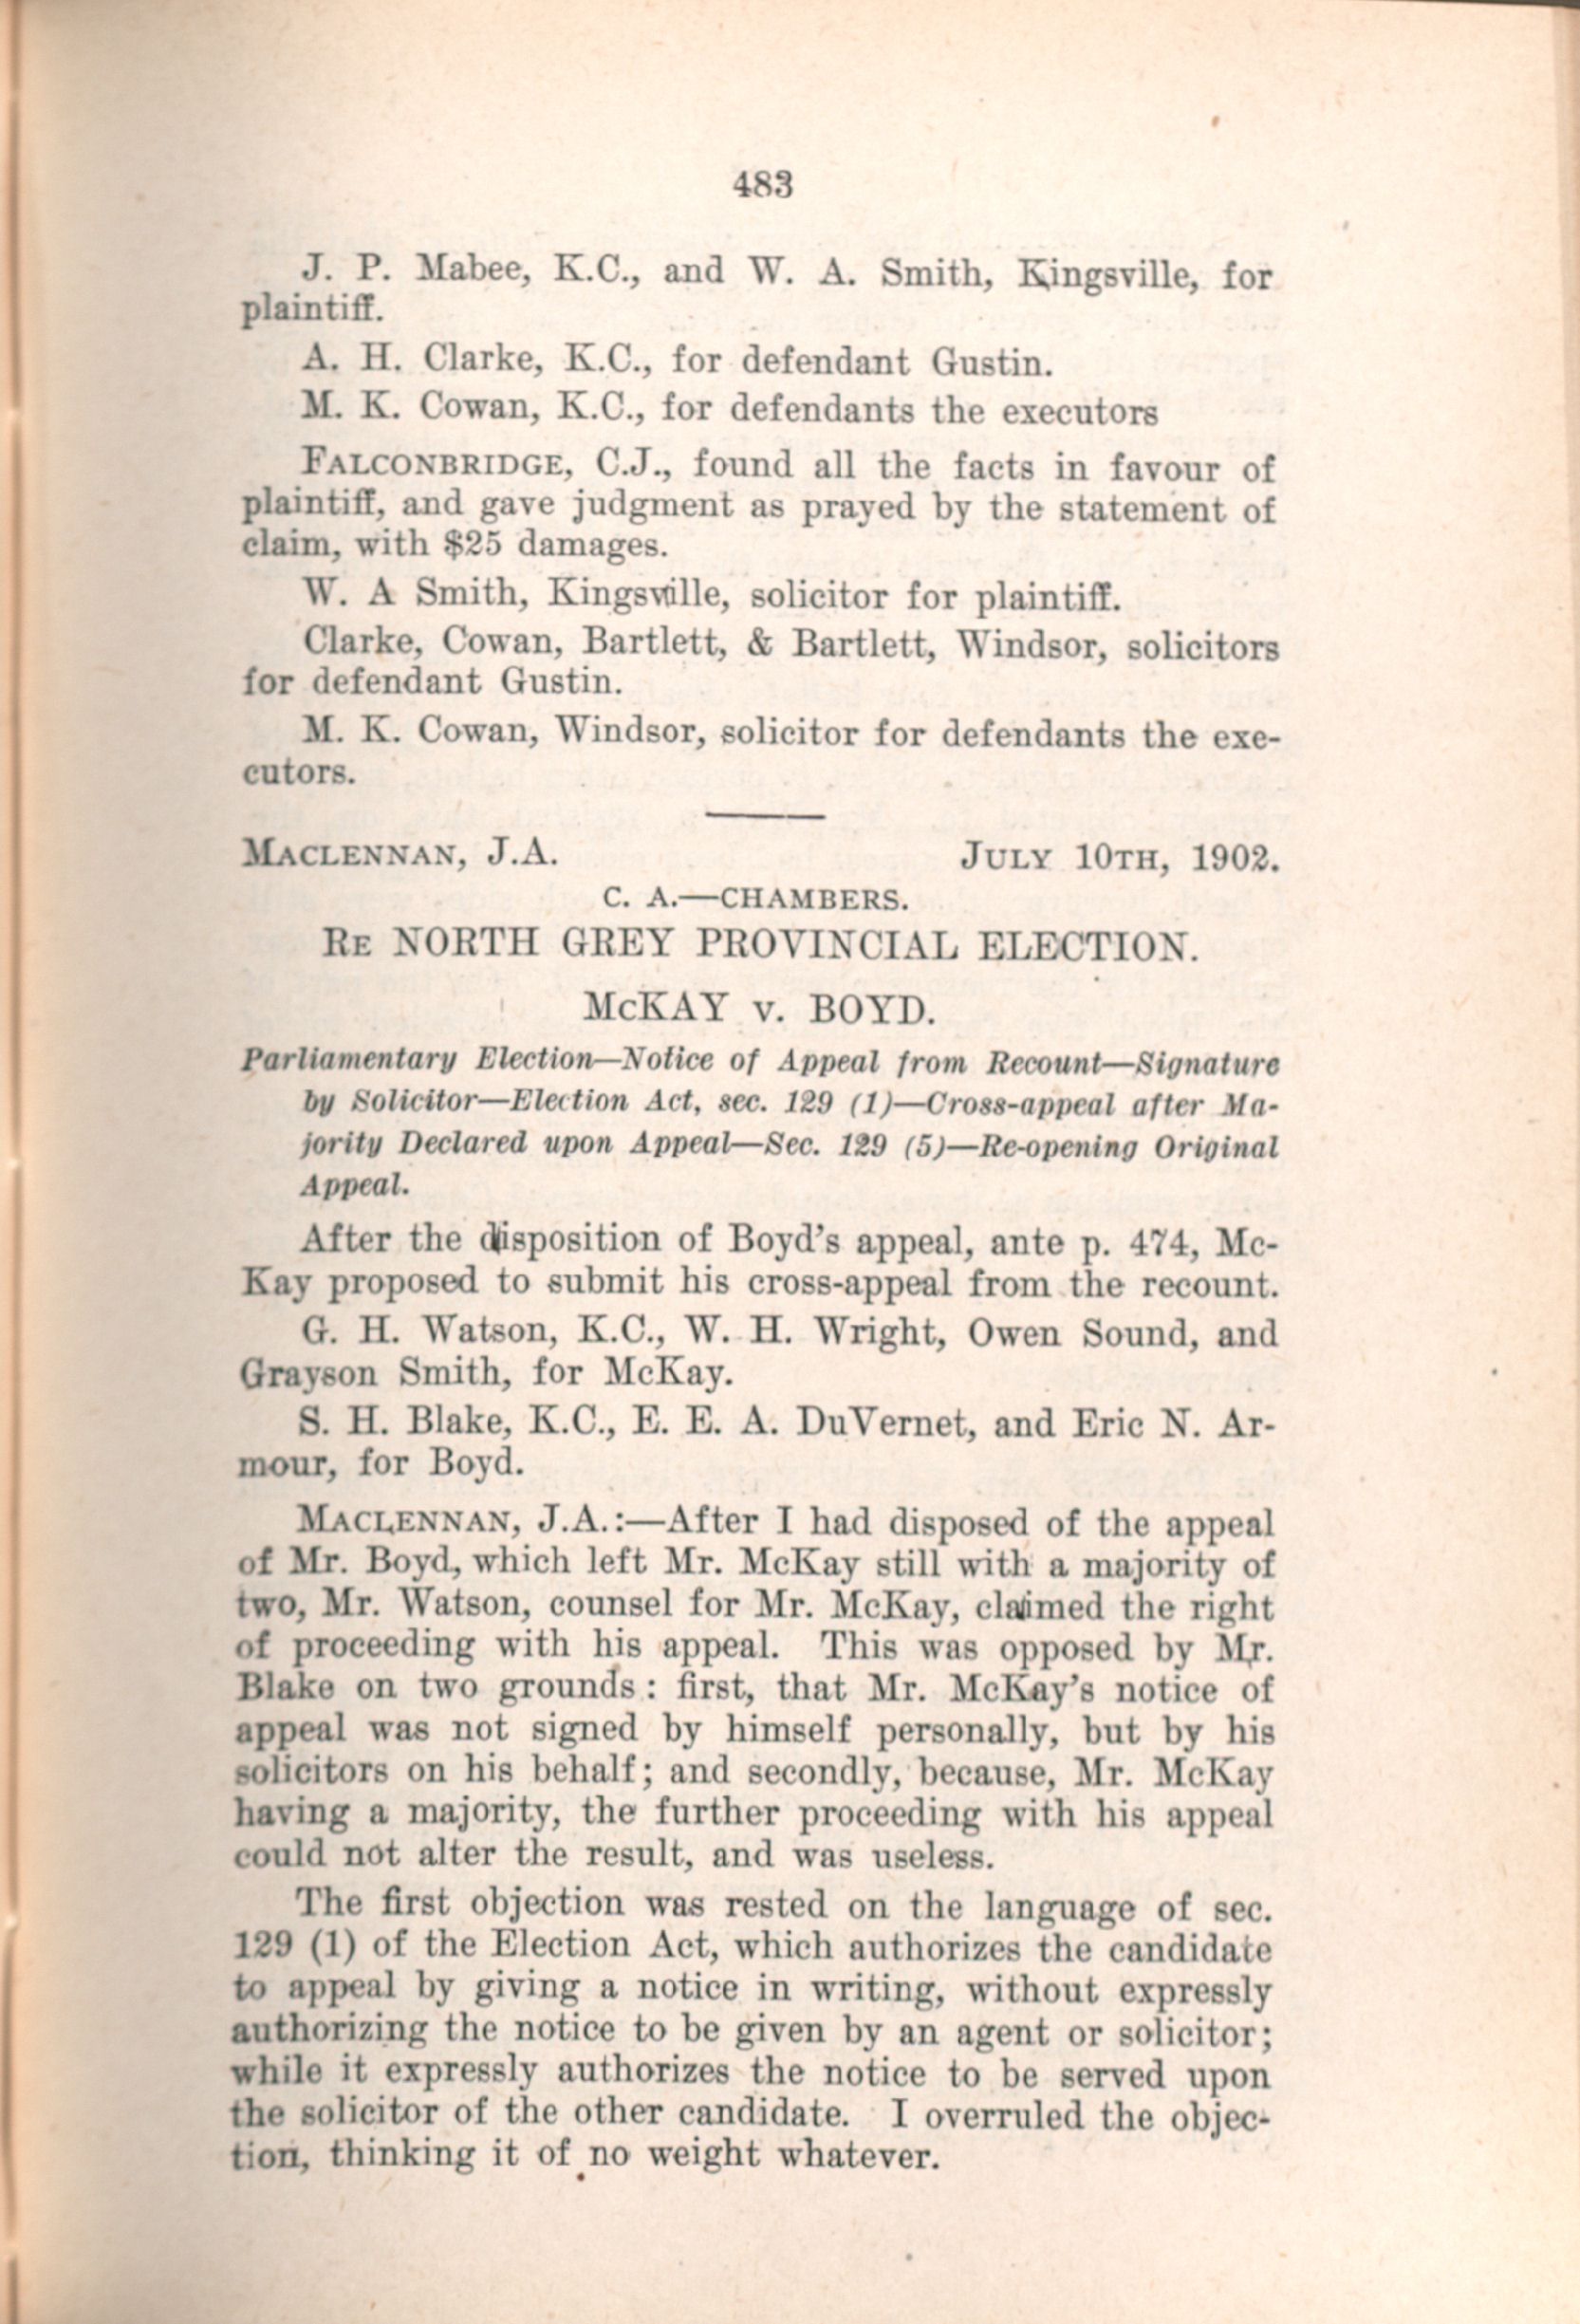 483
J. P. Mabee, K.C., and W. A. Smith, Kingsville, for
plaintiff.
A. H. Clarke, K.C., for defendant Gustin.
M. K. Cowan, K.C., for defendants the executors
FALCONBRIDGE, C.J., found all the facts in favour of
plaintiff, and gave judgment as prayed by the statement of
claim, with $25 damages.
W. A Smith, Kingsville, solicitor for plaintiff.
Clarke, Cowan, Bartlett, & Bartlett, Windsor, solicitors
for defendant Gustin.
M. K. Cowan, Windsor, solicitor for defendants the exe-
cutors.
MACLENNAN, J.A. JULY 10TH, 1902.
C. A.—CHAMBERS.
RE NORTH GREY PROVINCIAL ELECTION.
McKAY v. BOYD.
Parliamentary Election—Notice of Appeal from Recount—Signature
by Solicitor—Election Act, sec. 129 (1)—Cross-appeal after Ma-
jority Declared upon Appeal—Sec. 129 (5)—Re-opening Original
Appeal.
After the disposition of Boyd's appeal, ante p. 474, Mc-
Kay proposed to submit his cross-appeal from the recount.
G. H. Watson, K.C., W. H. Wright, Owen Sound, and
Grayson Smith, for McKay.
S. H. Blake, K.C., E. E. A. DuVernet, and Eric N. Ar-
mour, for Boyd.
MACLENNAN, J.A.:—After I had disposed of the appeal
of Mr. Boyd, which left Mr. McKay still with a majority of
two, Mr. Watson, counsel for Mr. McKay, claimed the right
of proceeding with his appeal. This was opposed by Mr.
Blake on two grounds: first, that Mr. McKay's notice of
appeal was not signed by himself personally, but by his
solicitors on his behalf; and secondly, because, Mr. McKay
having a majority, the further proceeding with his appeal
could not alter the result, and was useless.
The first objection was rested on the language of sec.
129 (1) of the Election Act, which authorizes the candidate
to appeal by giving a notice in writing, without expressly
authorizing the notice to be given by an agent or solicitor;
while it expressly authorizes the notice to be served upon
the solicitor of the other candidate. I overruled the objec-
tion, thinking it of no weight whatever.